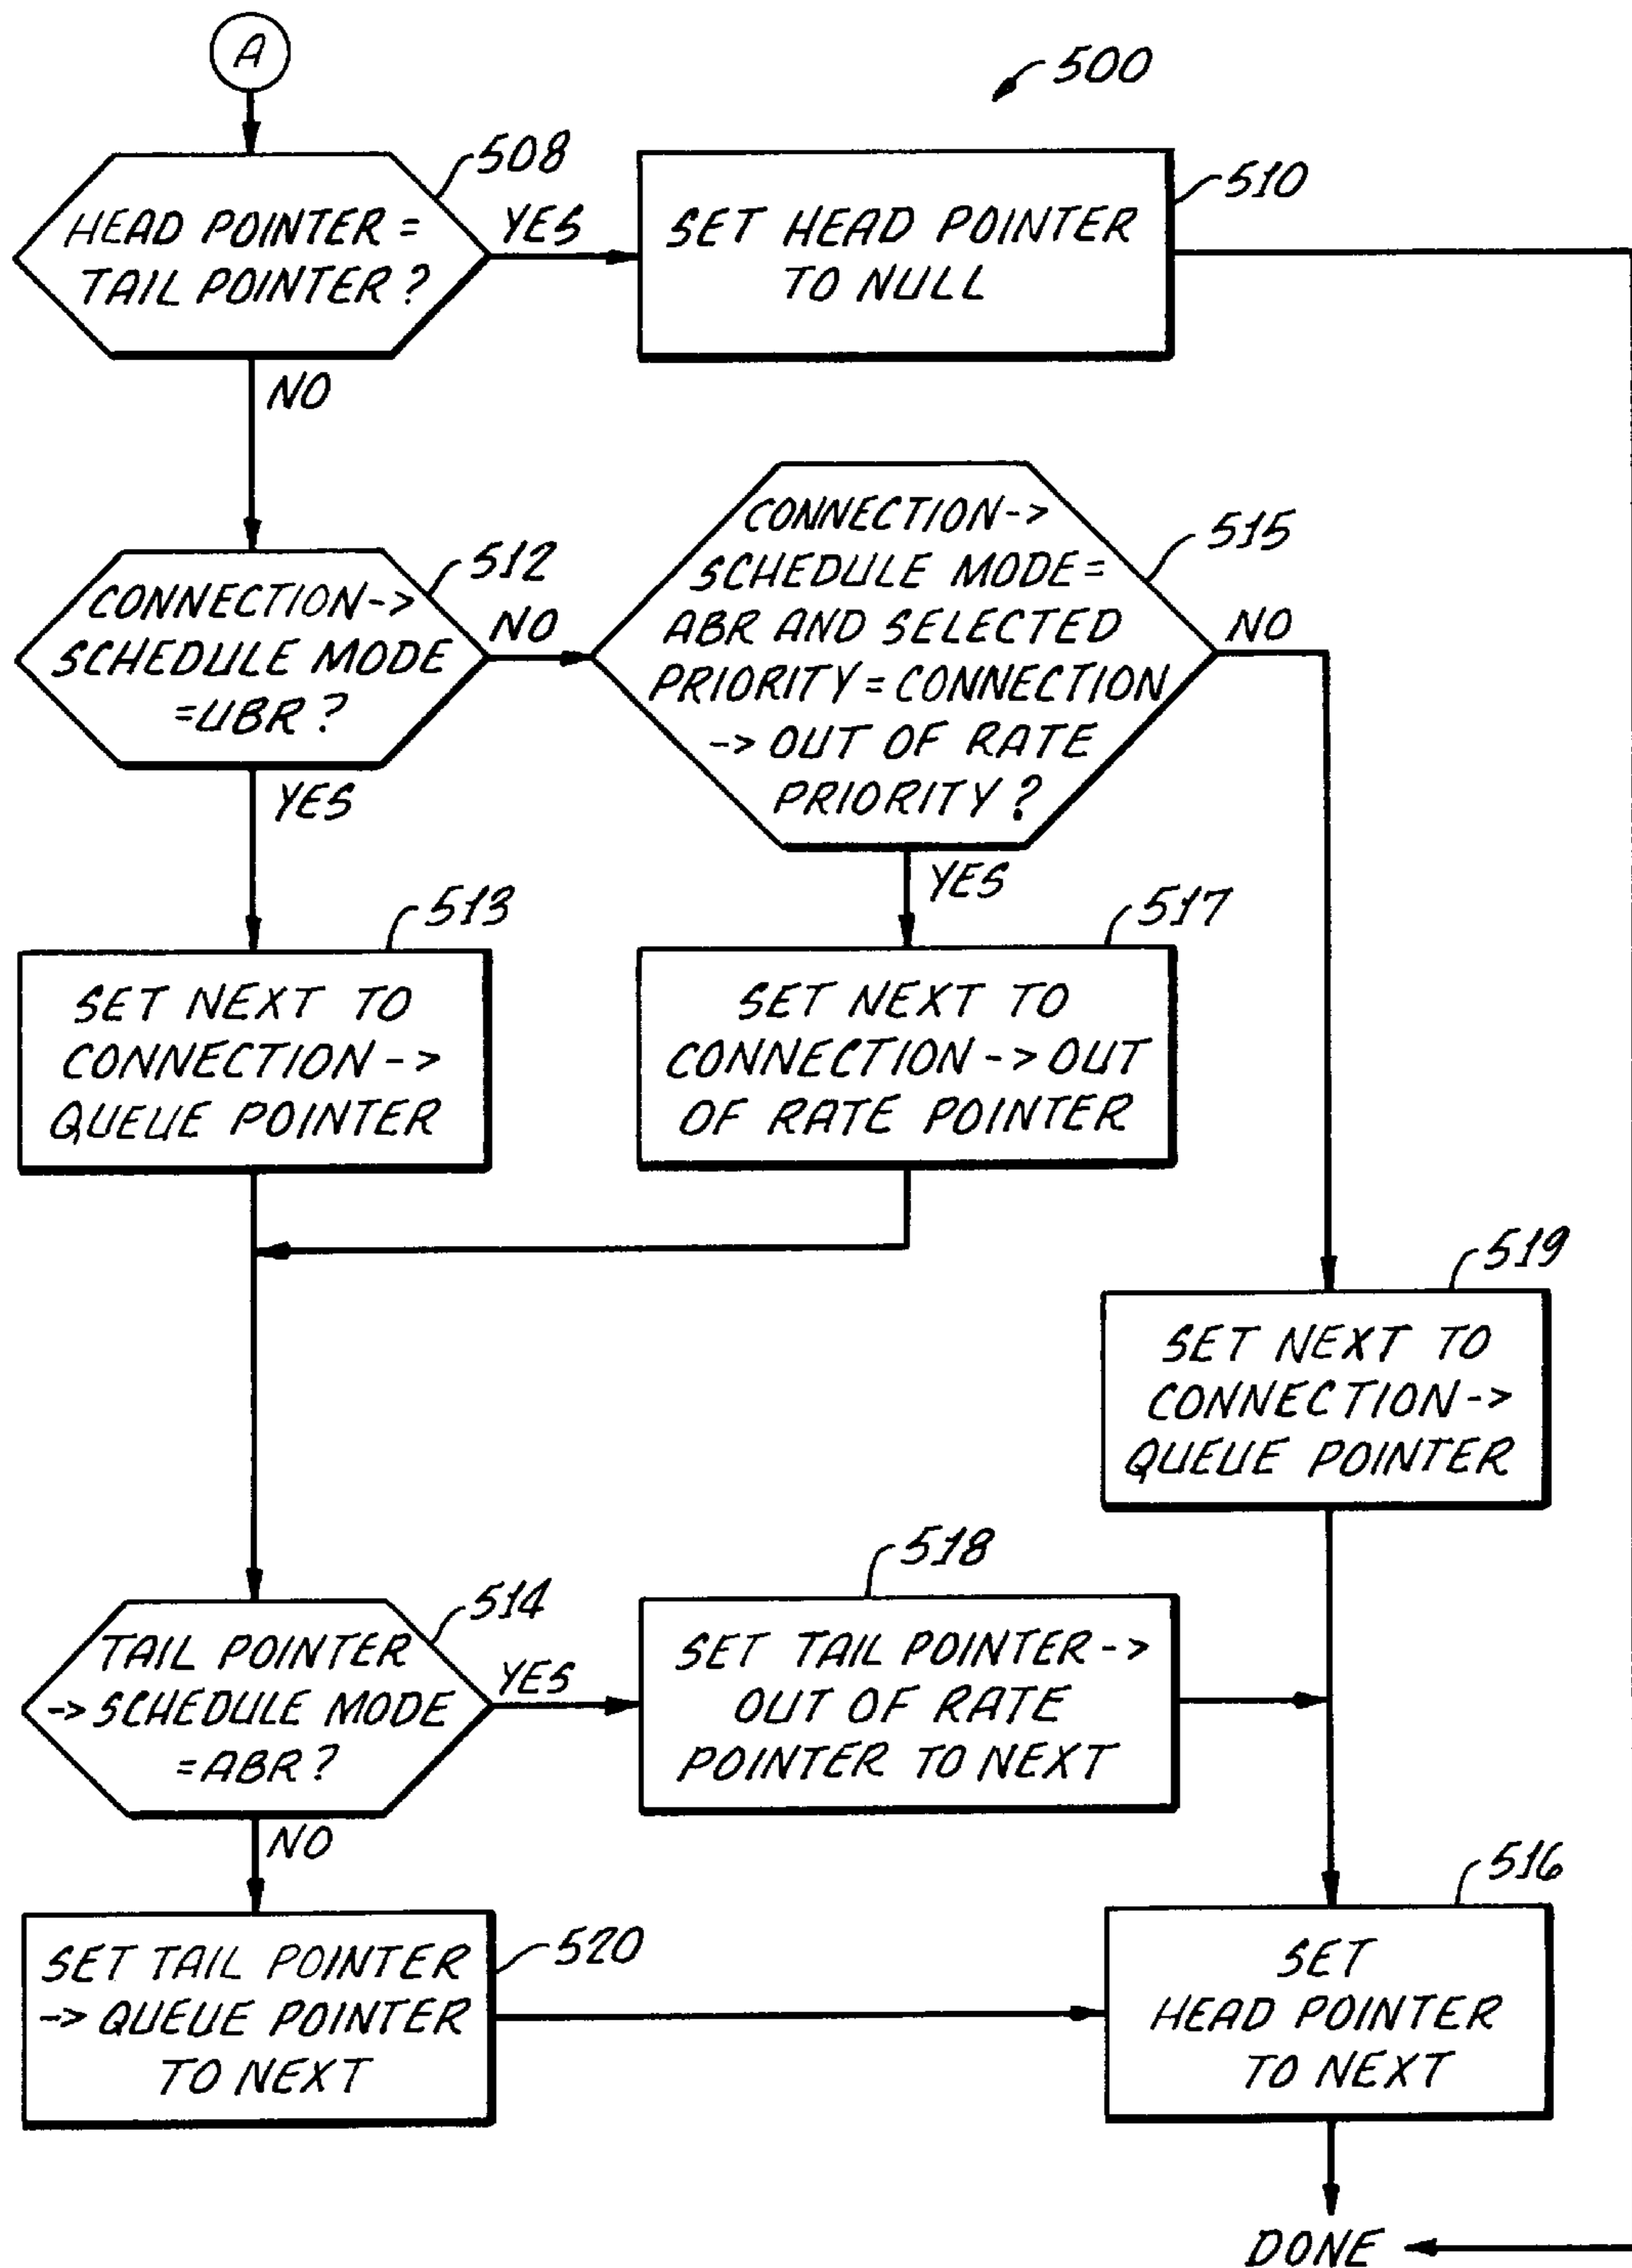 A
500
508
HEAD POINTER =
TAIL POINTER?
YES
510
SET HEAD POINTER
TO NULL
NO
512
CONNECTION->
SCHEDULE MODE
=UBR?
NO
515
CONNECTION->
SCHEDULE MODE=
ABR AND SELECTED
PRIORITY=CONNECTION
-> OUT OF RATE
PRIORITY?
NO
YES
YES
513
SET NEXT TO
CONNECTION->
QUEUE POINTER
517
SET NEXT TO
CONNECTION->OUT
OF RATE POINTER
519
SET NEXT TO
CONNECTION->
QUEUE POINTER
514
TAIL POINTER
->SCHEDULE MODE
=ABR?
YES
518
SET TAIL POINTER->
OUT OF RATE
POINTER TO NEXT
NO
520
SET TAIL POINTER
->QUEUE POINTER
TO NEXT
516
SET
HEAD POINTER
TO NEXT
DONE